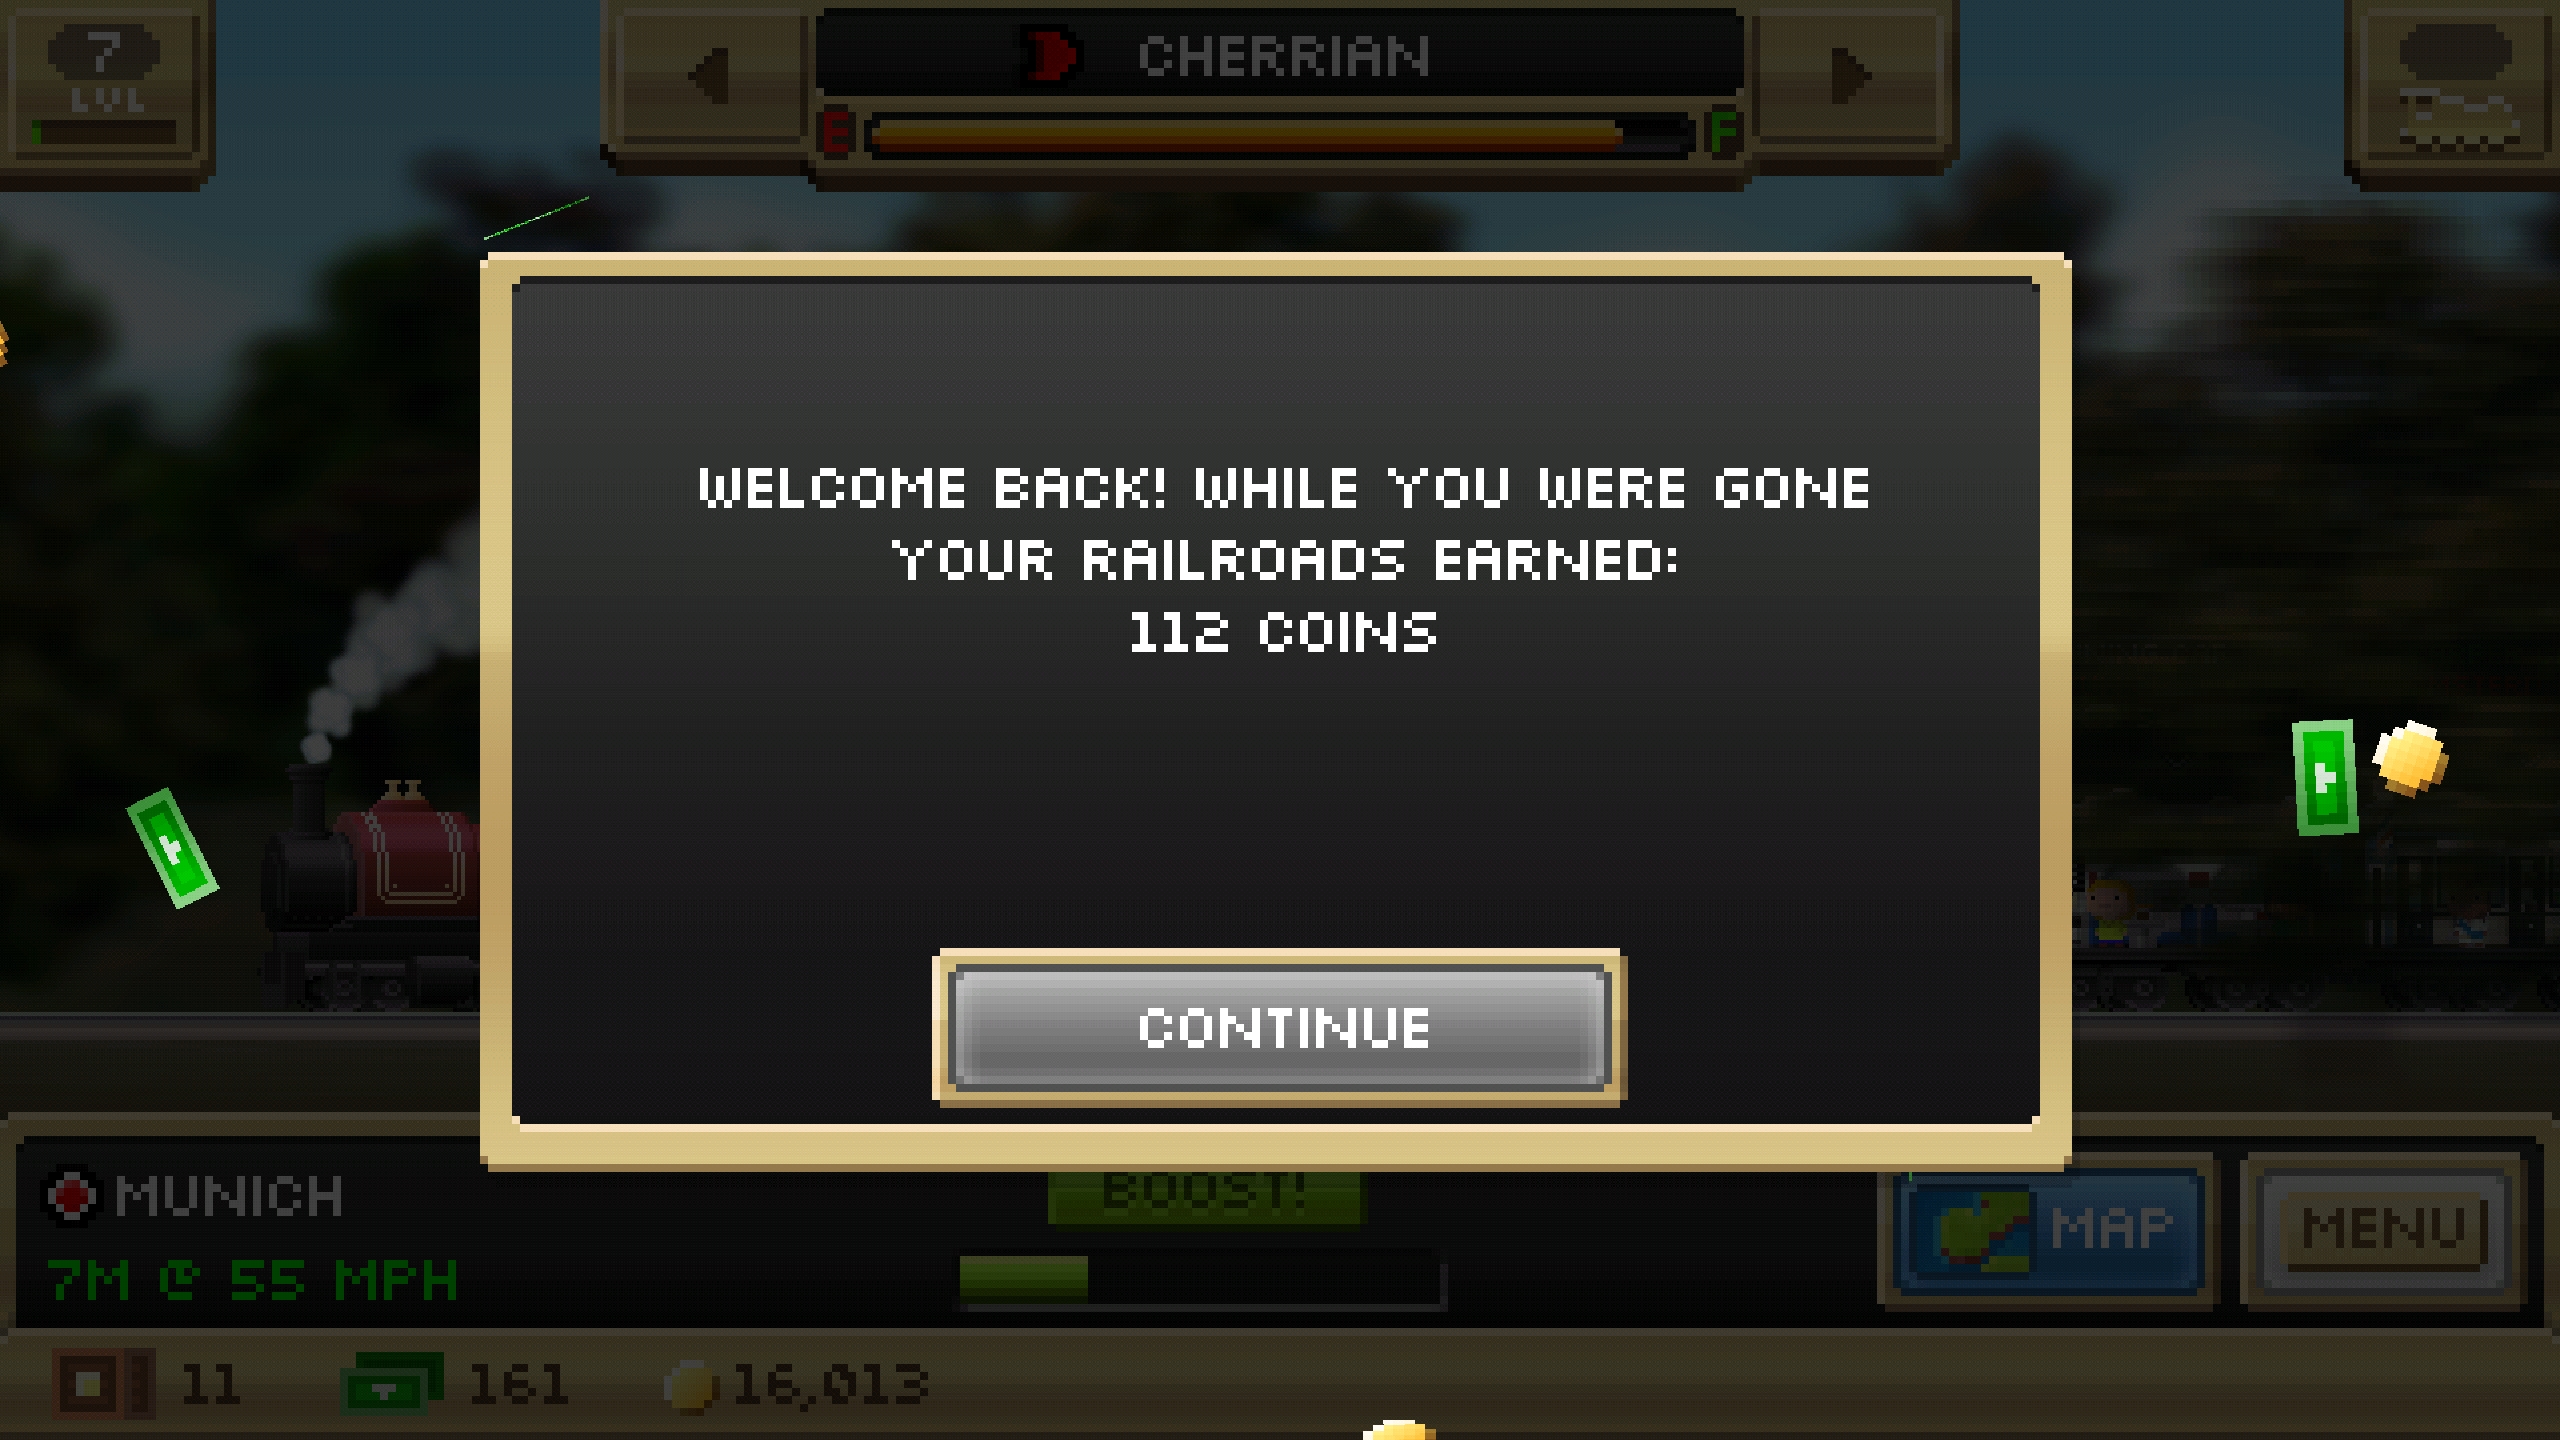 7
LVL
CHERRIAN
E F
WELCOME BACK! WHILE YOU WERE GONE
YOUR RAILROADS EARNED:
112 COINS
CONTINUE
MUNICH
7M @ 55 MPH
BOOST!
MAP
MENU
11 161 16,013